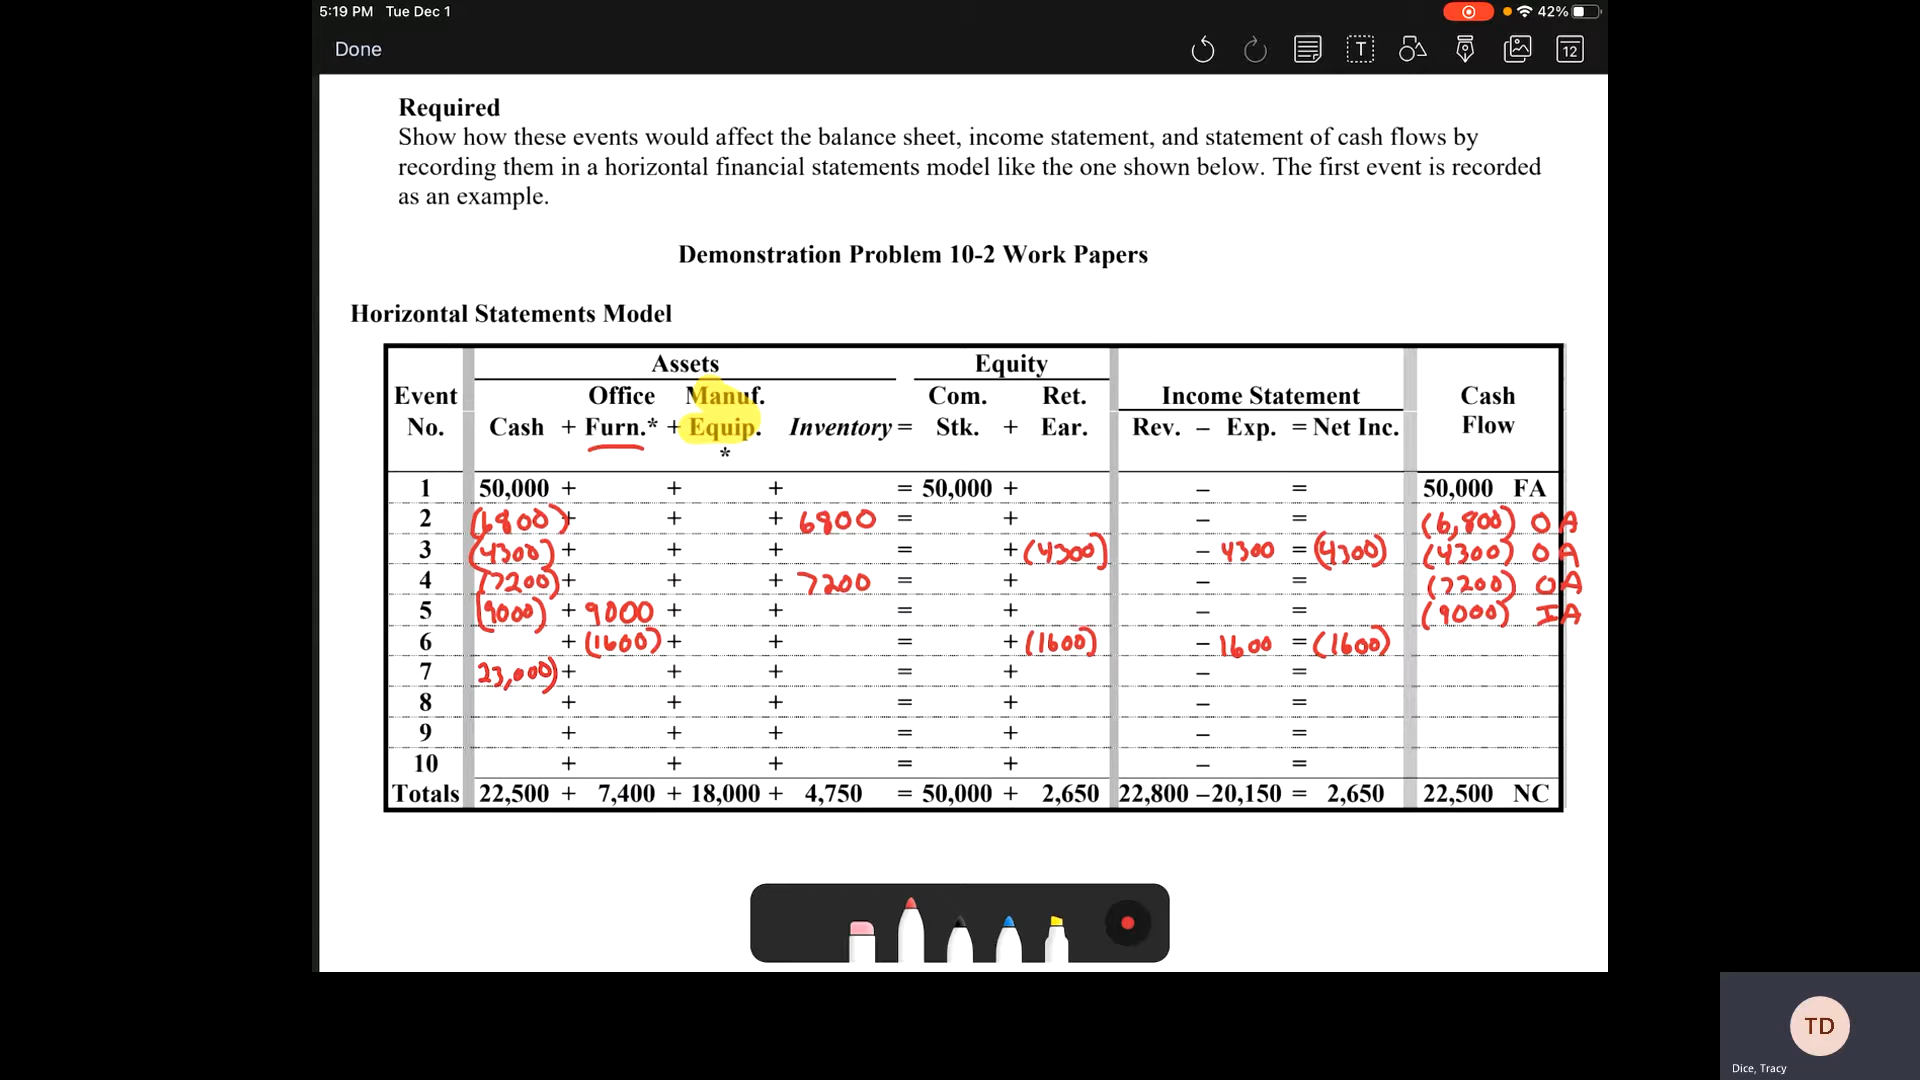 5:19 PM Tue Dec 1 42%
Done T 12
Required
Show how these events would affect the balance sheet, income statement, and statement of cash flows by
recording them in a horizontal financial statements model like the one shown below. The first event is recorded
as an example.
Demonstration Problem 10-2 Work Papers
Horizontal Statements Model
Assets Equity
Event Office Manuf. Com. Ret. Income Statement Cash
No. Cash + Furn.* + Equip. Inventory = Stk. + Ear. Rev. – Exp. = Net Inc. Flow
*
1 50,000 + + + = 50,000 + – = 50,000 FA
2 (6800) + + + 6800 = + – = (6,800) OA
3 (4300) + + + = + (4300) – 4300 = (4300) (4300) OA
4 (7200) + + + 7200 = + – = (7200) OA
5 (9000) + 9000 + + = + – = (9000) IA
6 + (1600) + + = + (1600) – 1600 = (1600)
7 23,000) + + + = + – =
8 + + + = + – =
9 + + + = + – =
10 + + + = + – =
Totals 22,500 + 7,400 + 18,000 + 4,750 = 50,000 + 2,650 22,800 – 20,150 = 2,650 22,500 NC
TD
Dice, Tracy